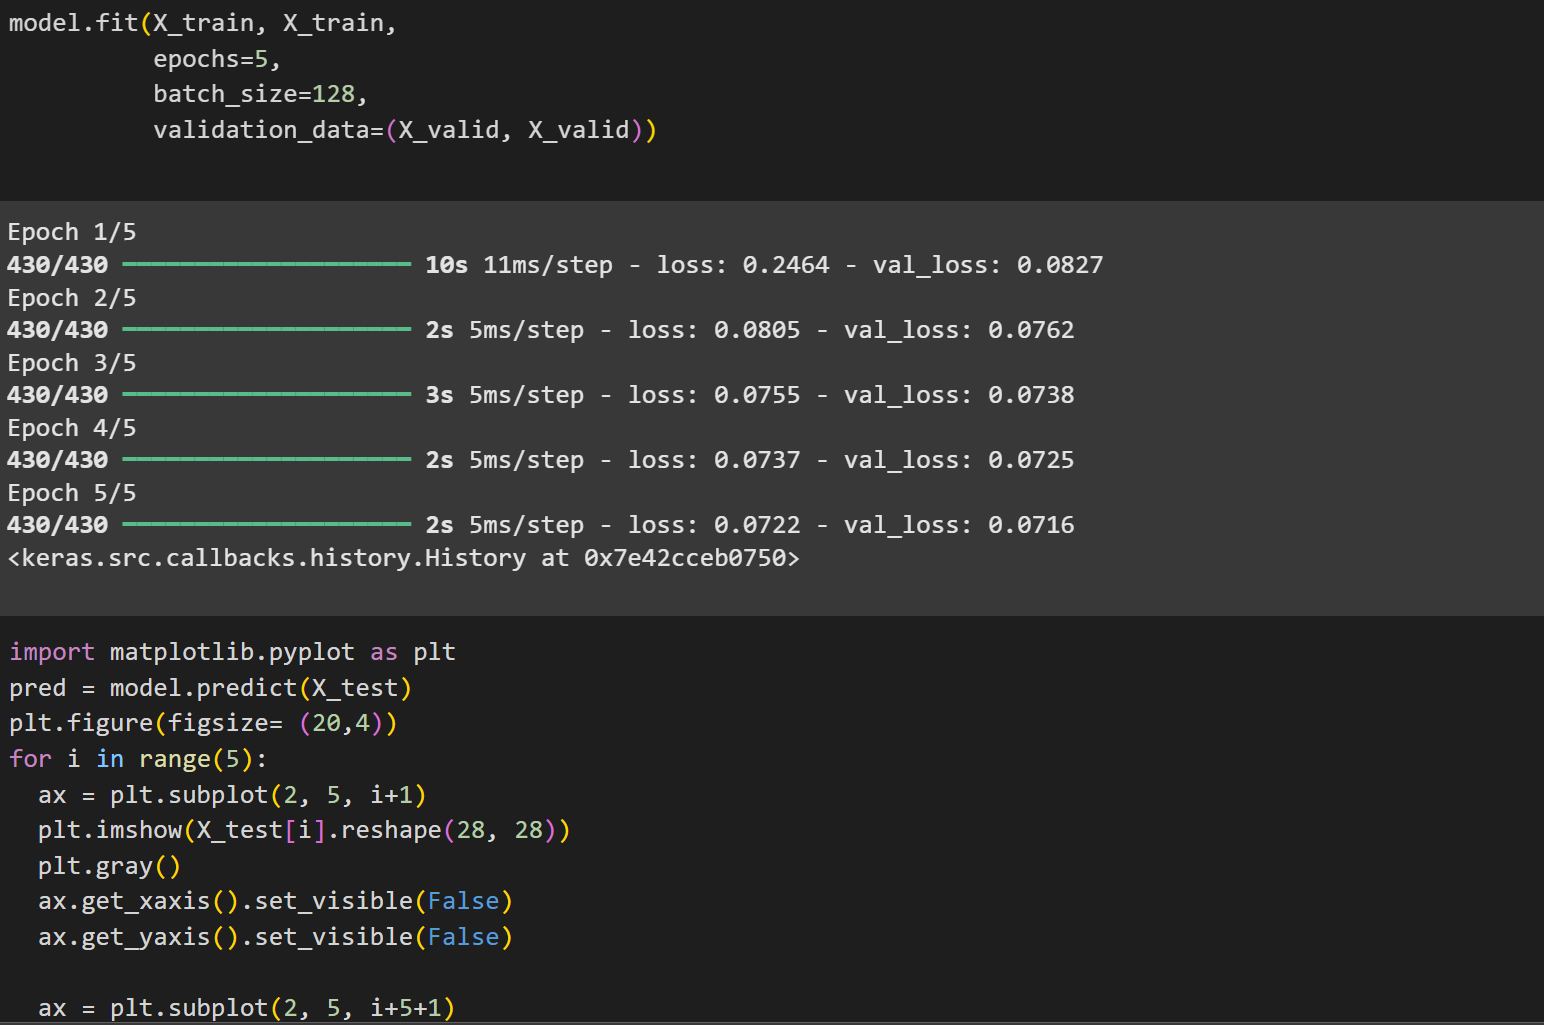 model.fit(X_train, X_train,
          epochs=5,
          batch_size=128,
          validation_data=(X_valid, X_valid))
Epoch 1/5
430/430 ━━━━━━━━━━━━━━━━━━━━ 10s 11ms/step - loss: 0.2464 - val_loss: 0.0827
Epoch 2/5
430/430 ━━━━━━━━━━━━━━━━━━━━ 2s 5ms/step - loss: 0.0805 - val_loss: 0.0762
Epoch 3/5
430/430 ━━━━━━━━━━━━━━━━━━━━ 3s 5ms/step - loss: 0.0755 - val_loss: 0.0738
Epoch 4/5
430/430 ━━━━━━━━━━━━━━━━━━━━ 2s 5ms/step - loss: 0.0737 - val_loss: 0.0725
Epoch 5/5
430/430 ━━━━━━━━━━━━━━━━━━━━ 2s 5ms/step - loss: 0.0722 - val_loss: 0.0716
<keras.src.callbacks.history.History at 0x7e42cceb0750>
import matplotlib.pyplot as plt
pred = model.predict(X_test)
plt.figure(figsize= (20,4))
for i in range(5):
  ax = plt.subplot(2, 5, i+1)
  plt.imshow(X_test[i].reshape(28, 28))
  plt.gray()
  ax.get_xaxis().set_visible(False)
  ax.get_yaxis().set_visible(False)
  ax = plt.subplot(2, 5, i+5+1)